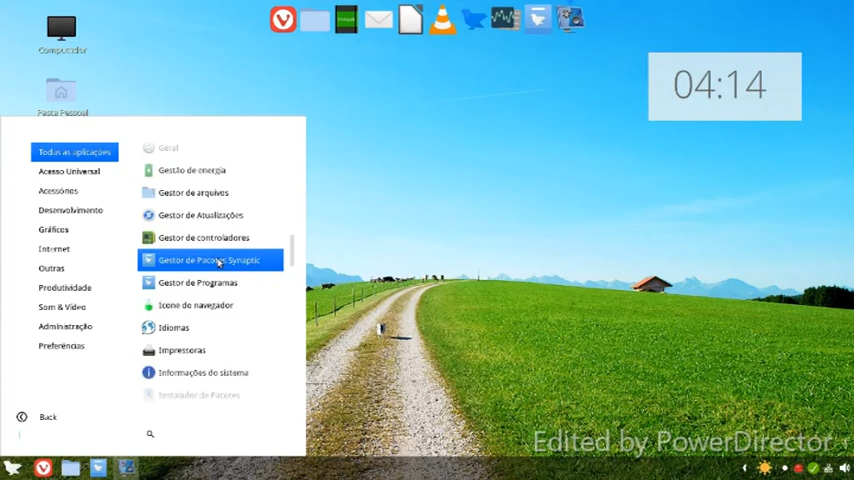 Computador
Pasta Pessoal
04:14
Todas as aplicações
Acesso Universal
Acessórios
Desenvolvimento
Gráficos
Internet
Outras
Produtividade
Som & Vídeo
Administração
Preferências
Back
Geral
Gestão de energia
Gestor de arquivos
Gestor de Atualizações
Gestor de controladores
Gestor de Pacotes Synaptic
Gestor de Programas
Ícone do navegador
Idiomas
Impressoras
Informações do sistema
Instalador de Pacotes
Edited by PowerDirector